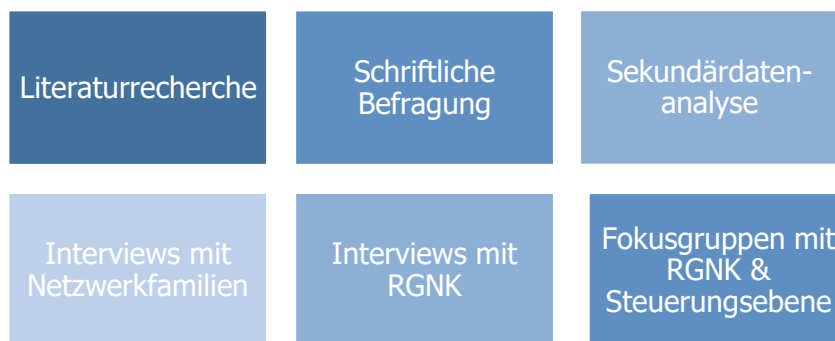 Literaturrecherche
Schriftliche
Befragung
Sekundärdaten-
analyse
Interviews mit
Netzwerkfamilien
Interviews mit
RGNK
Fokusgruppen mit
RGNK &
Steuerungsebene